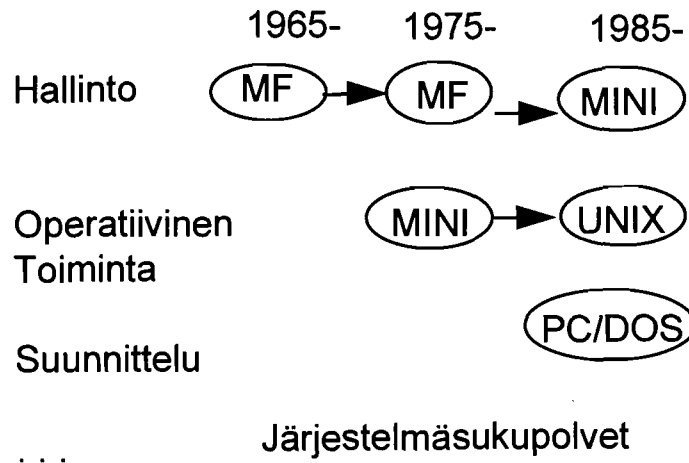 1965- 1975- 1985-
Hallinto MF MF MINI
Operatiivinen MINI UNIX
Toiminta
PC/DOS
Suunnittelu
. . . Järjestelmäsukupolvet